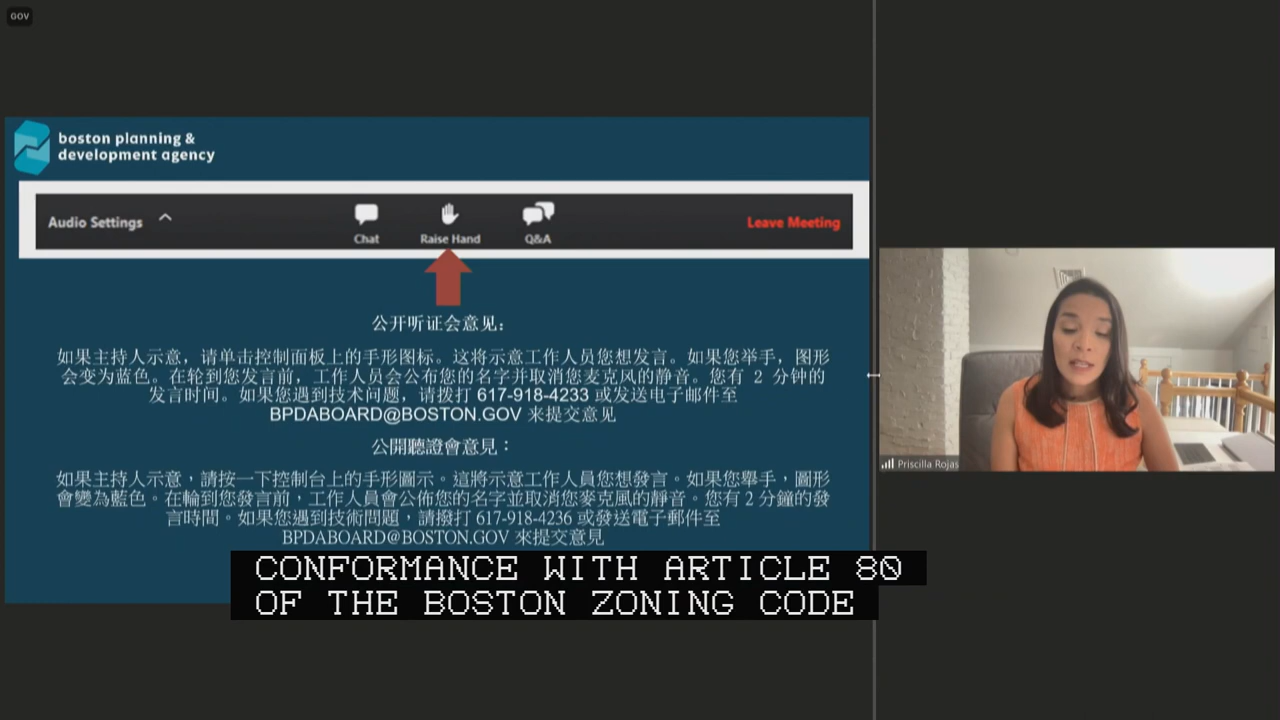 GOV
boston planning &
development agency
Audio Settings
Chat
Raise Hand
Q&A
Leave Meeting
公开听证会意见：
如果主持人示意，请单击控制面板上的手形图标。这将示意工作人员您想发言。如果您举手，图形
会变为蓝色。在轮到您发言前，工作人员会公布您的名字并取消您麦克风的静音。您有 2 分钟的
发言时间。如果您遇到技术问题，请拨打 617-918-4233 或发送电子邮件至
BPDABOARD@BOSTON.GOV 来提交意见
公開聽證會意見：
如果主持人示意，請按一下控制台上的手形圖示。這將示意工作人員您想發言。如果您舉手，圖形
會變為藍色。在輪到您發言前，工作人員會公佈您的名字並取消您麥克風的靜音。您有 2 分鐘的發
言時間。如果您遇到技術問題，請撥打 617-918-4236 或發送電子郵件至
BPDABOARD@BOSTON.GOV 來提交意見
Priscilla Rojas
CONFORMANCE WITH ARTICLE 80
OF THE BOSTON ZONING CODE